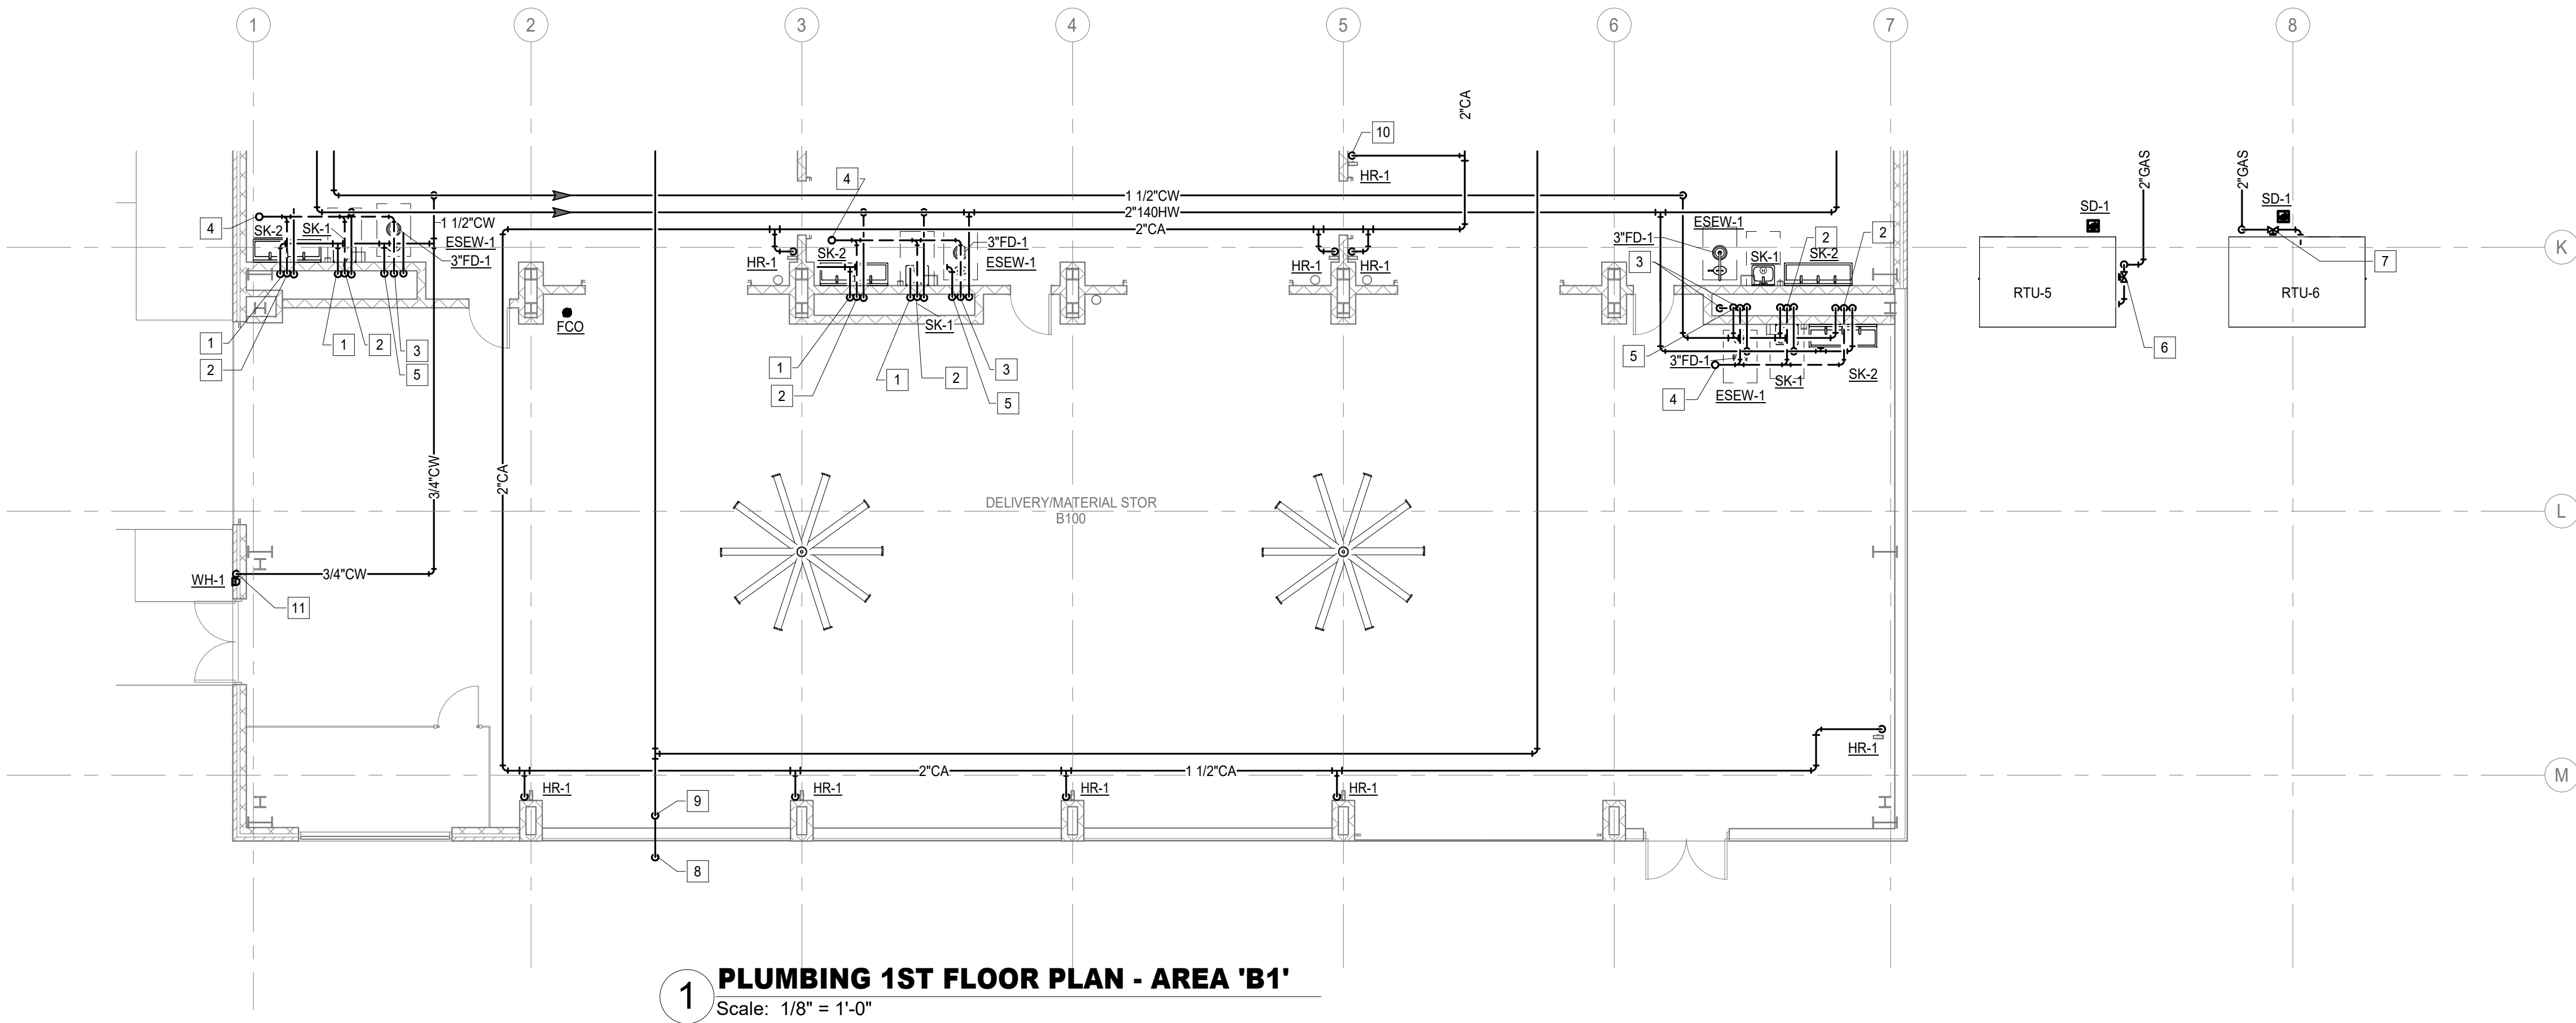 1 2 3 4 5 6 7 8
2"CA
10
HR-1
2"GAS 2"GAS
4
1 1/2"CW
SD-1 SD-1
4 SK-2 SK-1 1 1/2"CW
2"140HW
ESEW-1 2 2
2"CA
ESEW-1
3"FD-1
3"FD-1
SK-2
ESEW-1
3"FD-1
SK-1 SK-2
K
HR-1 HR-1 HR-1
3
7
RTU-5 RTU-6
FCO
SK-1
1 1 2 3
5
6
2 5
1 1 2 3
3"FD-1
SK-1 SK-2
2 5
4 ESEW-1
3/4"CW
2"CA
DELIVERY/MATERIAL STOR
B100
L
WH-1 3/4"CW
11
HR-1
2"CA 1 1/2"CA
M
HR-1 HR-1 HR-1 HR-1
9
8
1 PLUMBING 1ST FLOOR PLAN - AREA 'B1'
Scale: 1/8" = 1'-0"